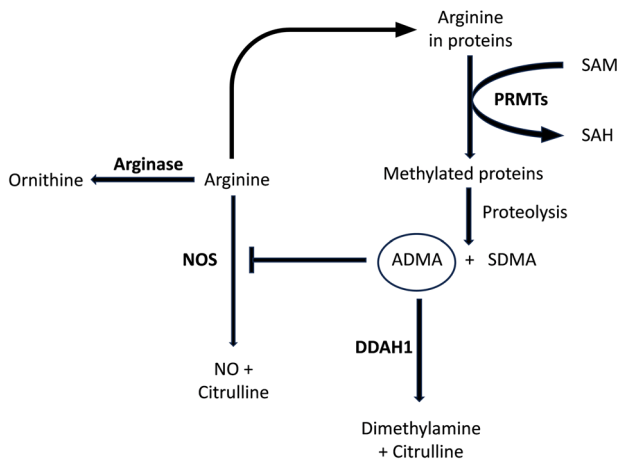 Arginine
in proteins
SAM
PRMTs
SAH
Arginase
Ornithine
Arginine
Methylated proteins
Proteolysis
NOS
ADMA
+
SDMA
DDAH1
NO +
Citrulline
Dimethylamine
+ Citrulline